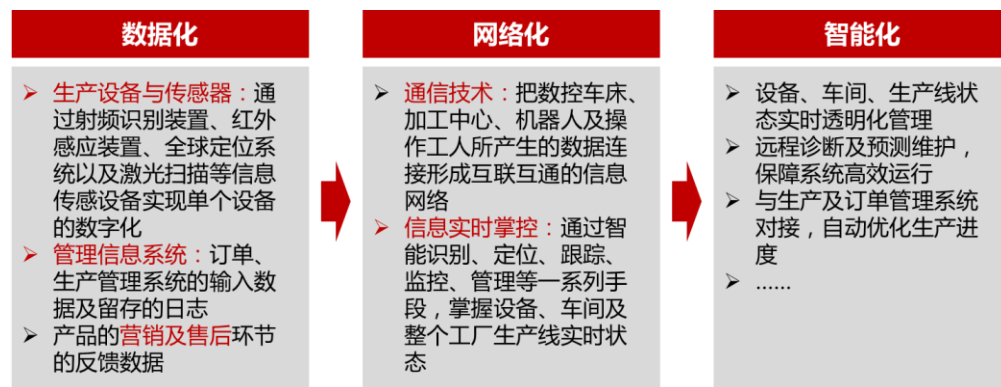 数据化
➢ 生产设备与传感器：通
过射频识别装置、红外
感应装置、全球定位系
统以及激光扫描等信息
传感设备实现单个设备
的数字化
➢ 管理信息系统：订单、
生产管理系统的输入数
据及留存的日志
➢ 产品的营销及售后环节
的反馈数据
网络化
➢ 通信技术：把数控车床、
加工中心、机器人及操
作工人所产生的数据连
接形成互联互通的信息
网络
➢ 信息实时掌控：通过智
能识别、定位、跟踪、
监控、管理等一系列手
段，掌握设备、车间及
整个工厂生产线实时状
态
智能化
➢ 设备、车间、生产线状
态实时透明化管理
➢ 远程诊断及预测维护，
保障系统高效运行
➢ 与生产及订单管理系统
对接，自动优化生产进
度
➢ ......